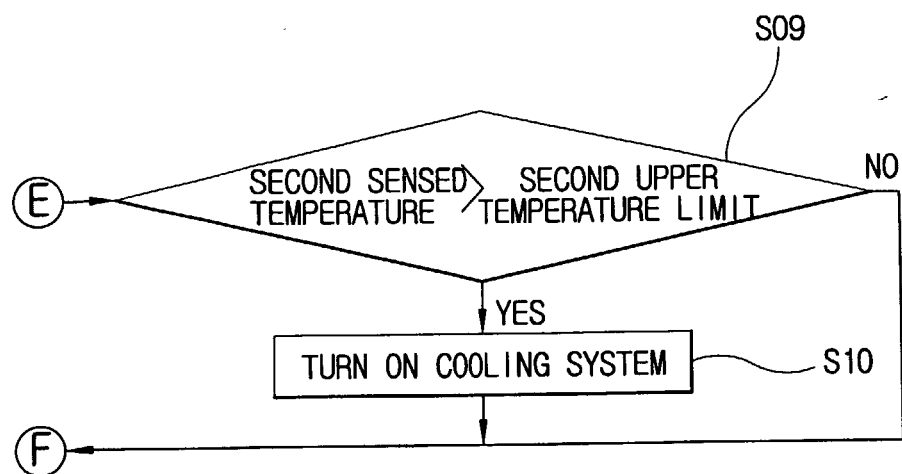 S09
NO
E
SECOND SENSED > SECOND UPPER
TEMPERATURE TEMPERATURE LIMIT
YES
TURN ON COOLING SYSTEM
S10
F